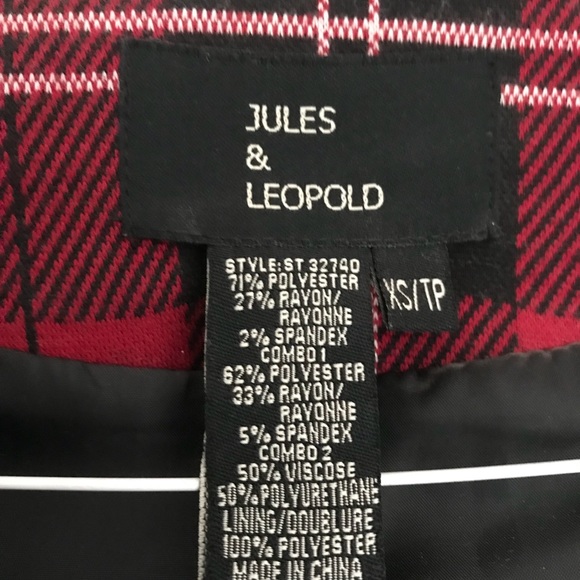 JULES
&
LEOPOLD
XS/TP
STYLE:ST 32740
71% POLYESTER
27% RAYON/
RAYONNE
2% SPANDEX
COMBO 1
62% POLYESTER
33% RAYON/
RAYONNE
5% SPANDEX
COMBO 2
50% VISCOSE
50% POLYURETHANE
LINING/DOUBLURE
100% POLYESTER
MADE IN CHINA